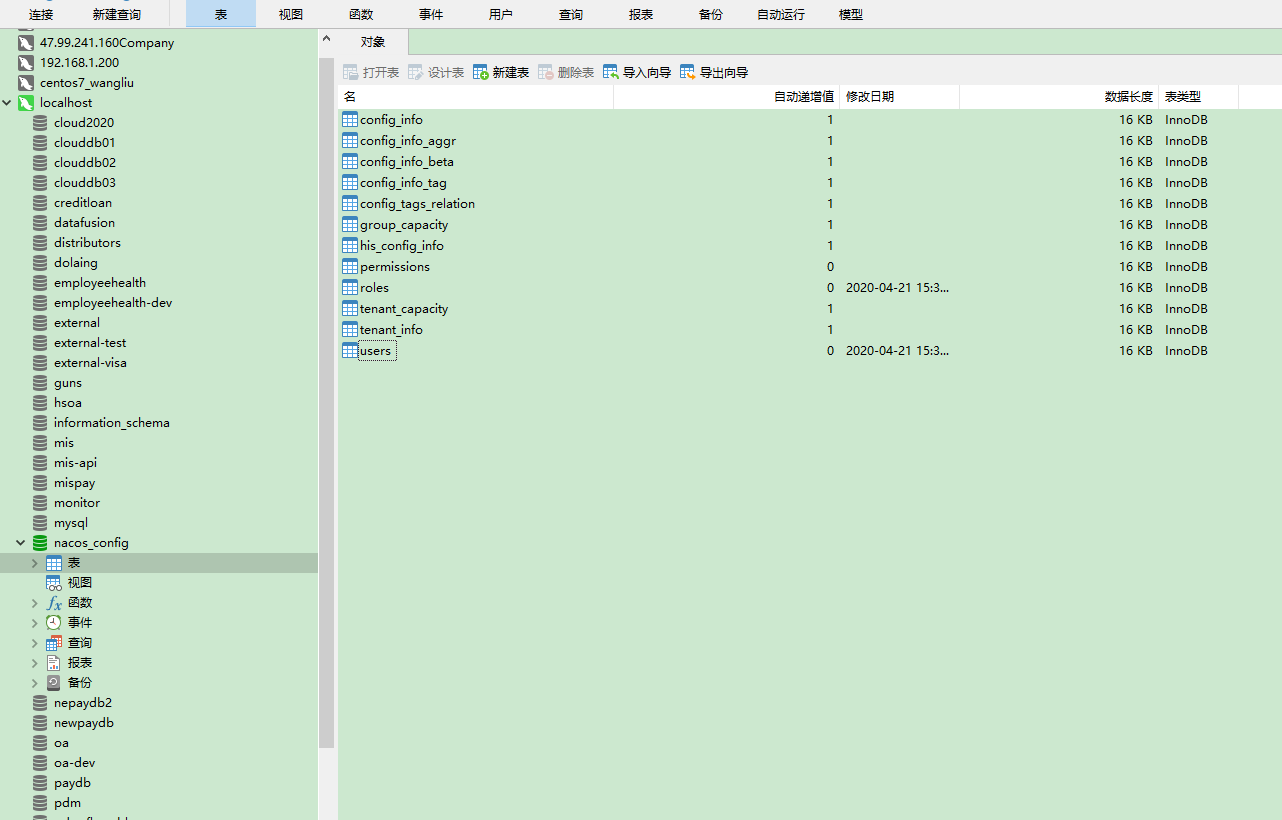 连接 新建查询 表 视图 函数 事件 用户 查询 报表 备份 自动运行 模型
47.99.241.160Company
192.168.1.200
centos7_wangliu
localhost
cloud2020
clouddb01
clouddb02
clouddb03
creditloan
datafusion
distributors
dolaing
employeehealth
employeehealth-dev
external
external-test
external-visa
guns
hsoa
information_schema
mis
mis-api
mispay
monitor
mysql
nacos_config
表
视图
函数
事件
查询
报表
备份
nepaydb2
newpaydb
oa
oa-dev
paydb
pdm
对象
打开表 设计表 新建表 删除表 导入向导 导出向导
名 自动递增值 修改日期 数据长度 表类型
config_info 1 16 KB InnoDB
config_info_aggr 1 16 KB InnoDB
config_info_beta 1 16 KB InnoDB
config_info_tag 1 16 KB InnoDB
config_tags_relation 1 16 KB InnoDB
group_capacity 1 16 KB InnoDB
his_config_info 1 16 KB InnoDB
permissions 0 16 KB InnoDB
roles 0 2020-04-21 15:3... 16 KB InnoDB
tenant_capacity 1 16 KB InnoDB
tenant_info 1 16 KB InnoDB
users 0 2020-04-21 15:3... 16 KB InnoDB